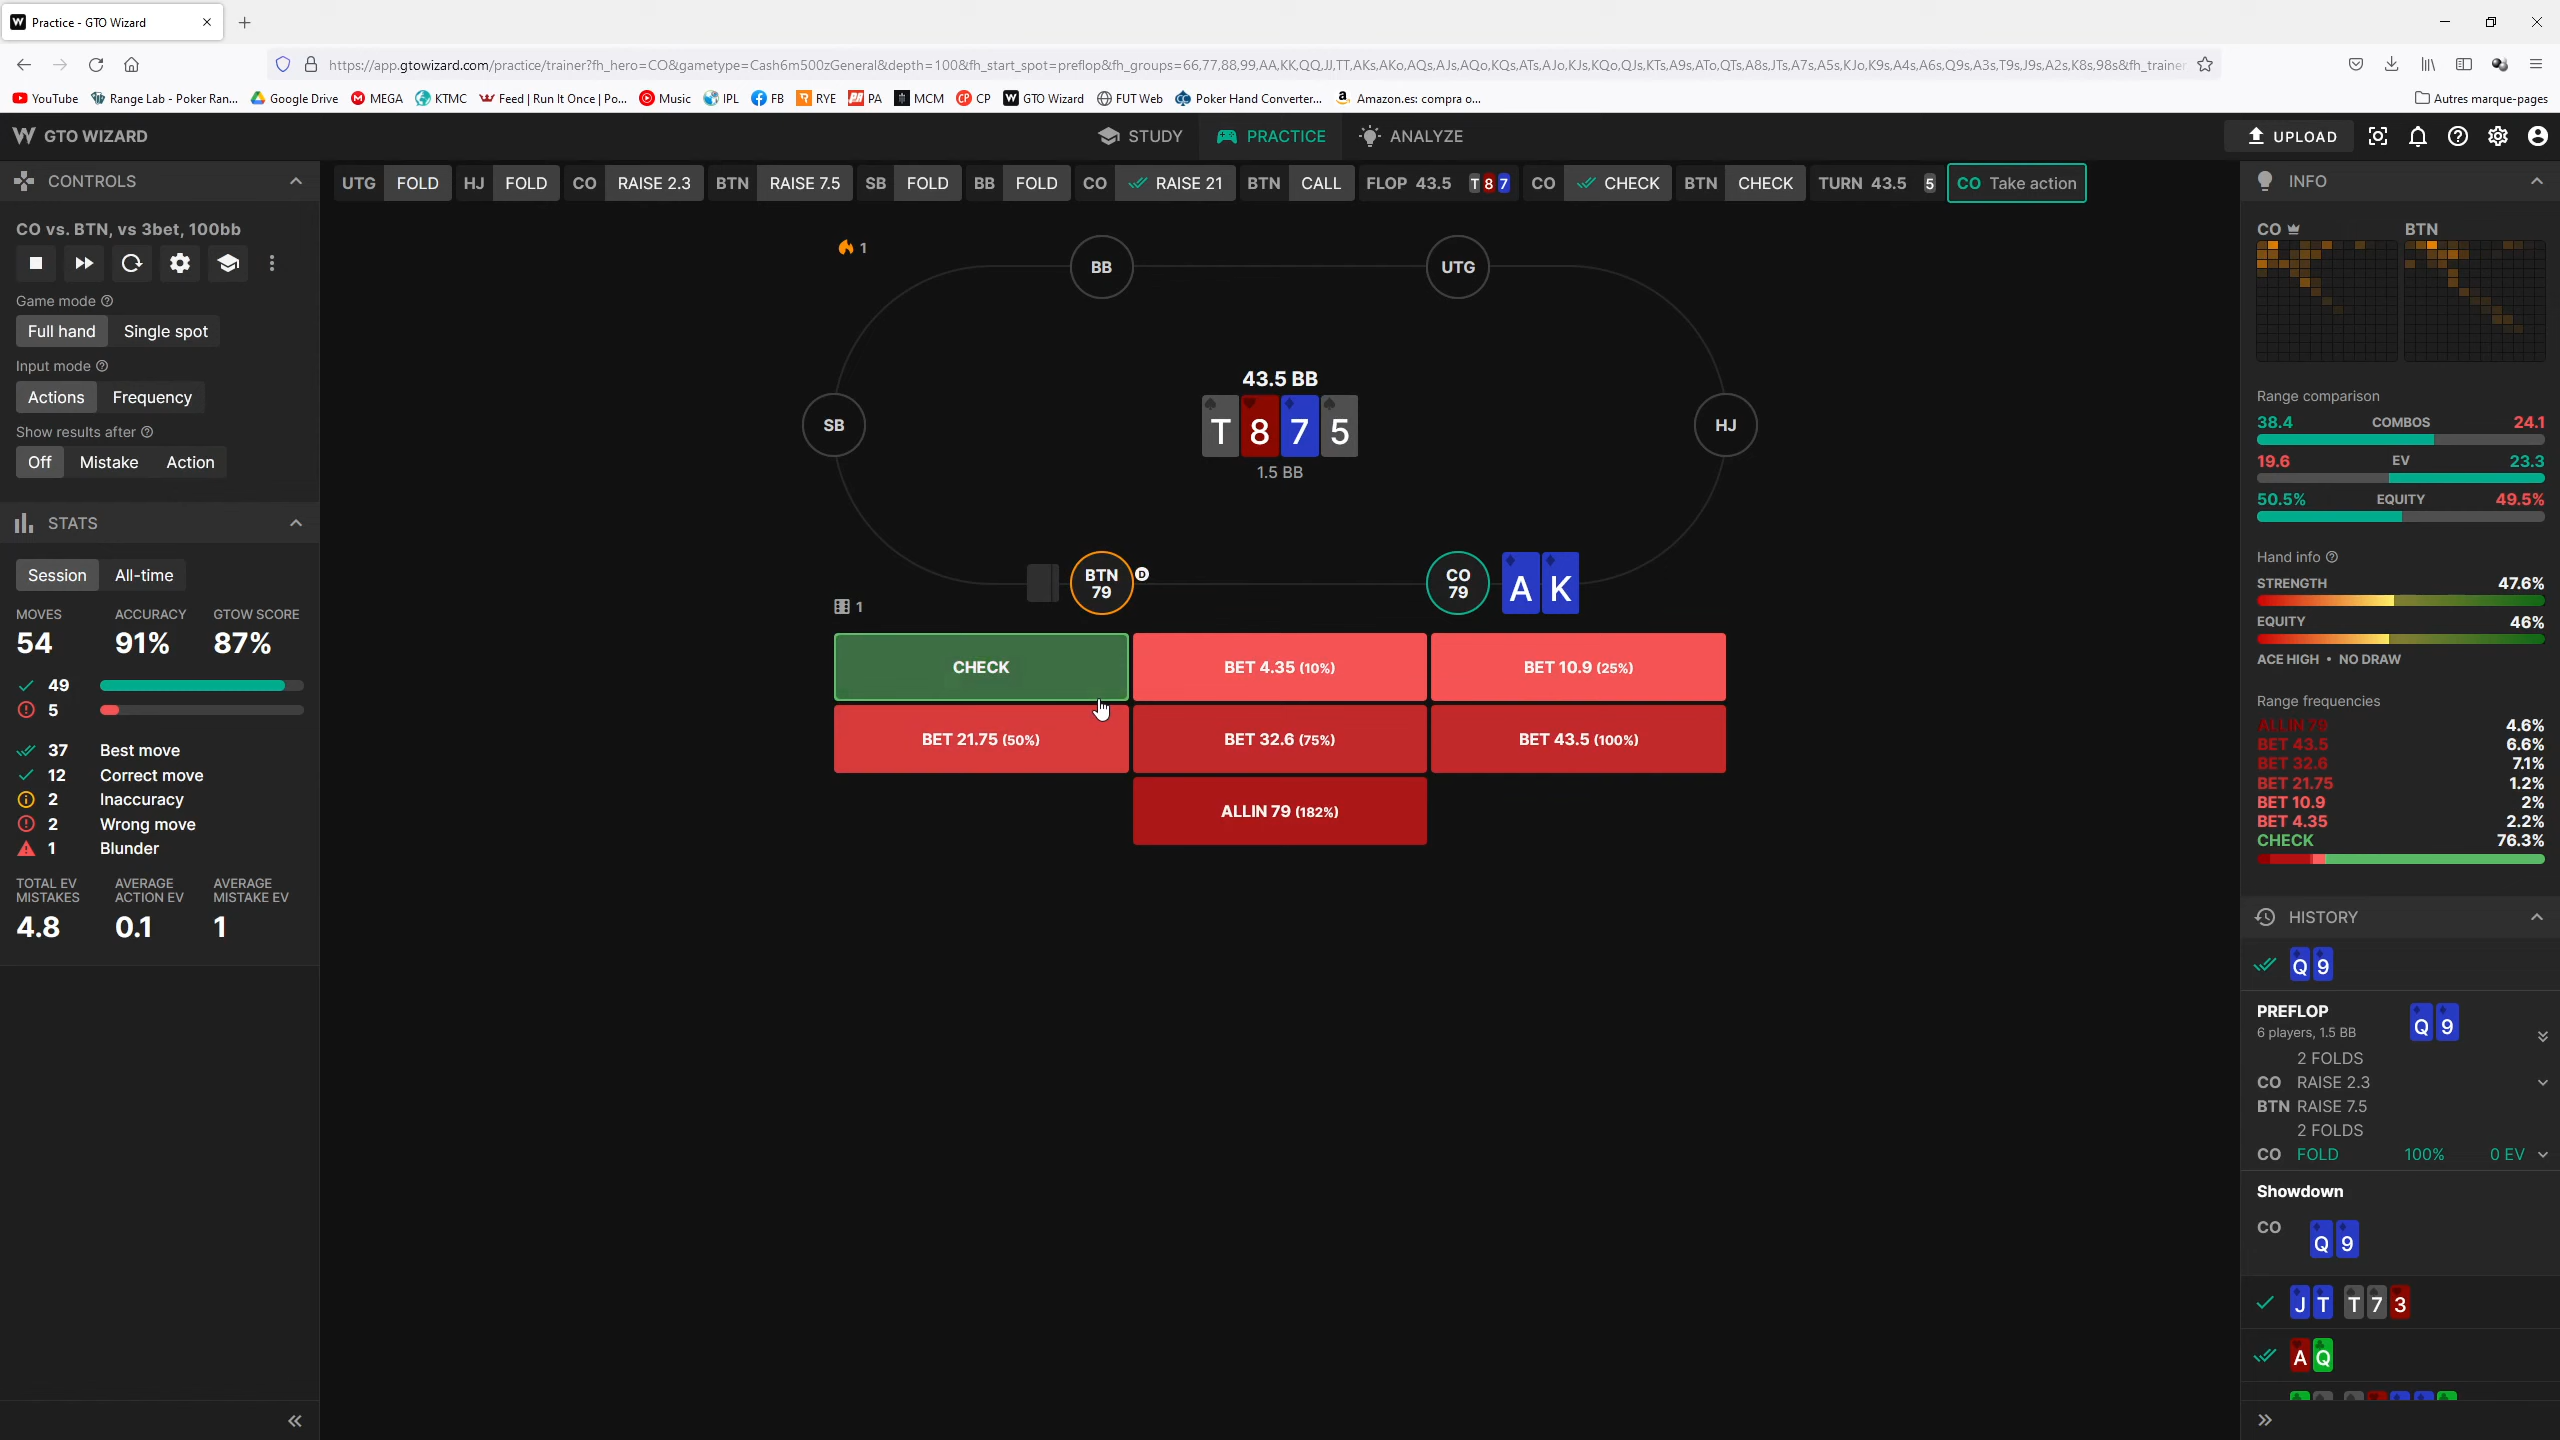 Practice - GTO Wizard
https://app.gtowizard.com/practice/trainer?fh_hero=CO&gametype=Cash6m500zGeneral&depth=100&fh_start_spot=preflop&fh_groups=66,77,88,99,AA,KK,QQ,JJ,TT,AKs,AKo,AQs,AJs,AQo,KQs,ATs,AJo,KJs,KQo,QJs,KTs,A9s,ATo,QTs,A8s,JTs,A7s,A5s,KJo,K9s,A4s,A6s,Q9s,A3s,T9s,J9s,A2s,K8s,98s&fh_trainer
YouTube Range Lab - Poker Ran... Google Drive MEGA KTMC Feed | Run It Once | Po... Music IPL FB RYE PA MCM CP GTO Wizard FUT Web Poker Hand Converter... Amazon.es: compra o... Autres marque-pages
GTO WIZARD STUDY PRACTICE ANALYZE UPLOAD
CONTROLS
UTG FOLD HJ FOLD CO RAISE 2.3 BTN RAISE 7.5 SB FOLD BB FOLD CO RAISE 21 BTN CALL FLOP 43.5 T 8 7 CO CHECK BTN CHECK TURN 43.5 5 CO Take action
CO vs. BTN, vs 3bet, 100bb
Game mode
Full hand Single spot
Input mode
Actions Frequency
Show results after
Off Mistake Action
STATS
Session All-time
MOVES ACCURACY GTOW SCORE
54 91% 87%
49
5
37 Best move
12 Correct move
2 Inaccuracy
2 Wrong move
1 Blunder
TOTAL EV MISTAKES AVERAGE ACTION EV AVERAGE MISTAKE EV
4.8 0.1 1
1
BB UTG
SB HJ
43.5 BB
T 8 7 5
1.5 BB
BTN 79 D CO 79 A K
1
CHECK BET 4.35 (10%) BET 10.9 (25%)
BET 21.75 (50%) BET 32.6 (75%) BET 43.5 (100%)
ALLIN 79 (182%)
INFO
CO BTN
Range comparison
38.4 COMBOS 24.1
19.6 EV 23.3
50.5% EQUITY 49.5%
Hand info
STRENGTH 47.6%
EQUITY 46%
ACE HIGH • NO DRAW
Range frequencies
ALLIN 79 4.6%
BET 43.5 6.6%
BET 32.6 7.1%
BET 21.75 1.2%
BET 10.9 2%
BET 4.35 2.2%
CHECK 76.3%
HISTORY
Q 9
PREFLOP Q 9
6 players, 1.5 BB
2 FOLDS
CO RAISE 2.3
BTN RAISE 7.5
2 FOLDS
CO FOLD 100% 0 EV
Showdown
CO Q 9
J T T 7 3
A Q